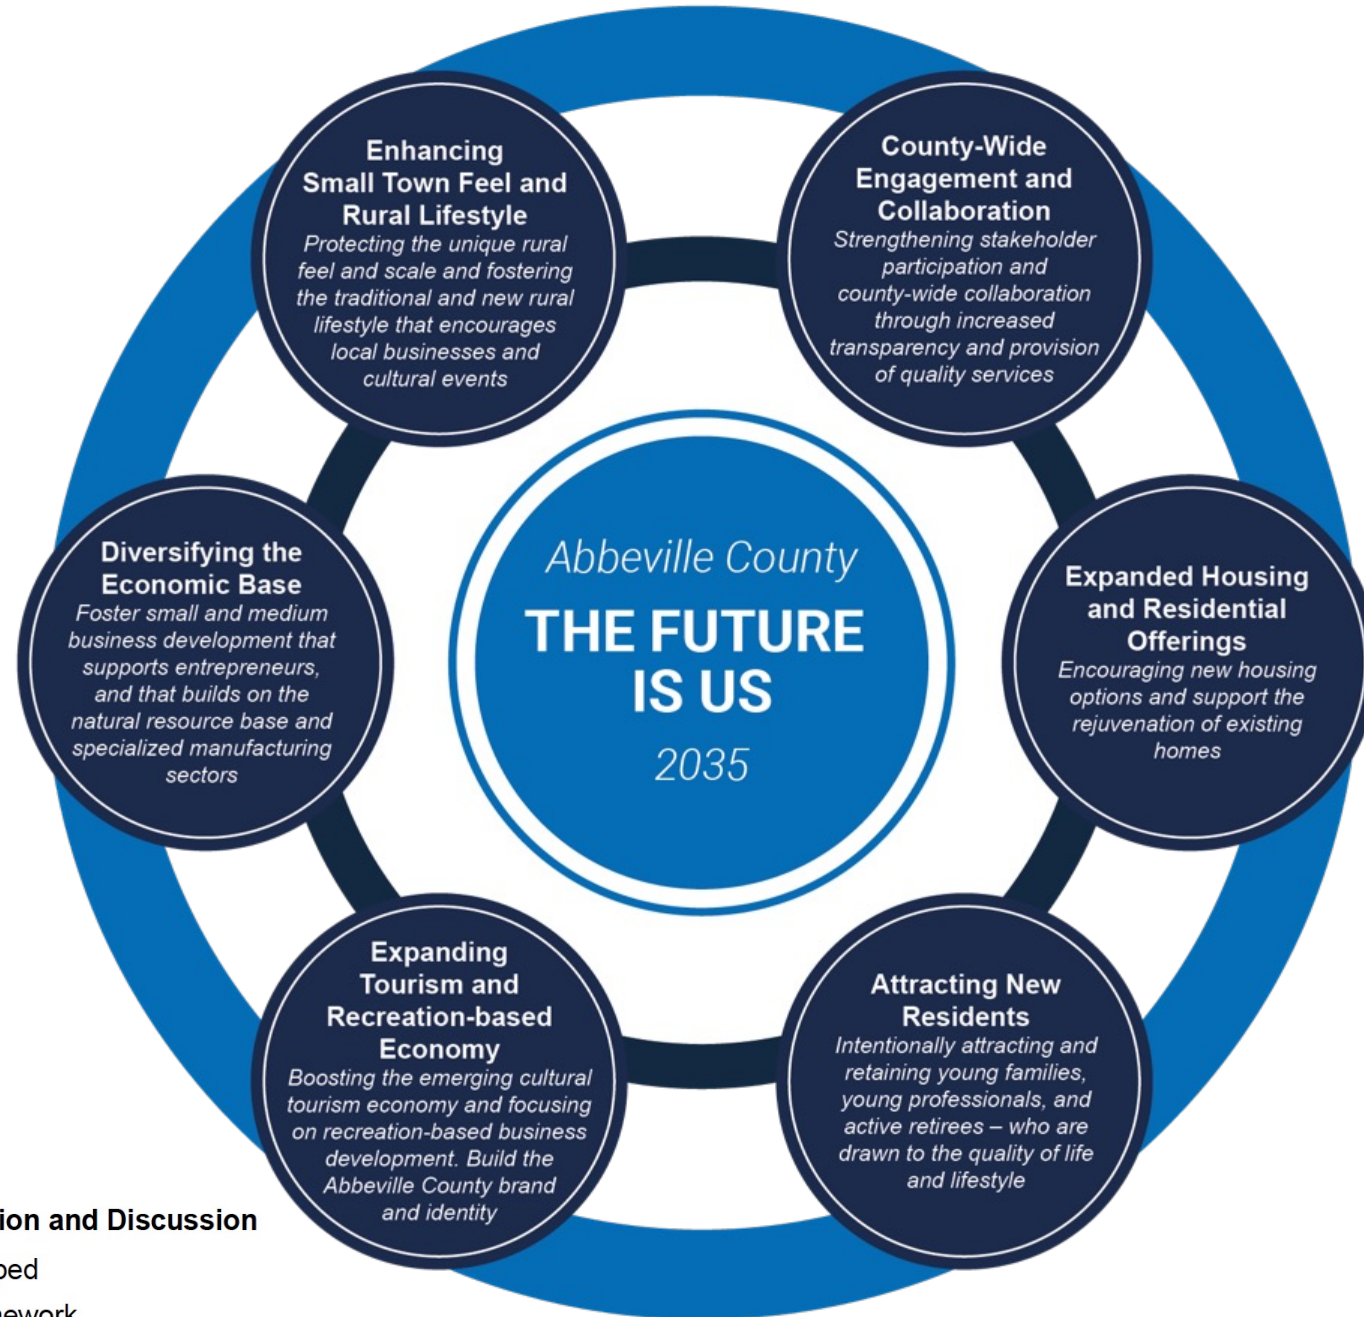 Enhancing
Small Town Feel and
Rural Lifestyle
Protecting the unique rural
feel and scale and fostering
the traditional and new rural
lifestyle that encourages
local businesses and
cultural events
County-Wide
Engagement and
Collaboration
Strengthening stakeholder
participation and
county-wide collaboration
through increased
transparency and provision
of quality services
Diversifying the
Economic Base
Foster small and medium
business development that
supports entrepreneurs,
and that builds on the
natural resource base and
specialized manufacturing
sectors
Abbeville County
THE FUTURE
IS US
2035
Expanded Housing
and Residential
Offerings
Encouraging new housing
options and support the
rejuvenation of existing
homes
Expanding
Tourism and
Recreation-based
Economy
Boosting the emerging cultural
tourism economy and focusing
on recreation-based business
development. Build the
Abbeville County brand
and identity
Attracting New
Residents
Intentionally attracting and
retaining young families,
young professionals, and
active retirees – who are
drawn to the quality of life
and lifestyle
and Discussion